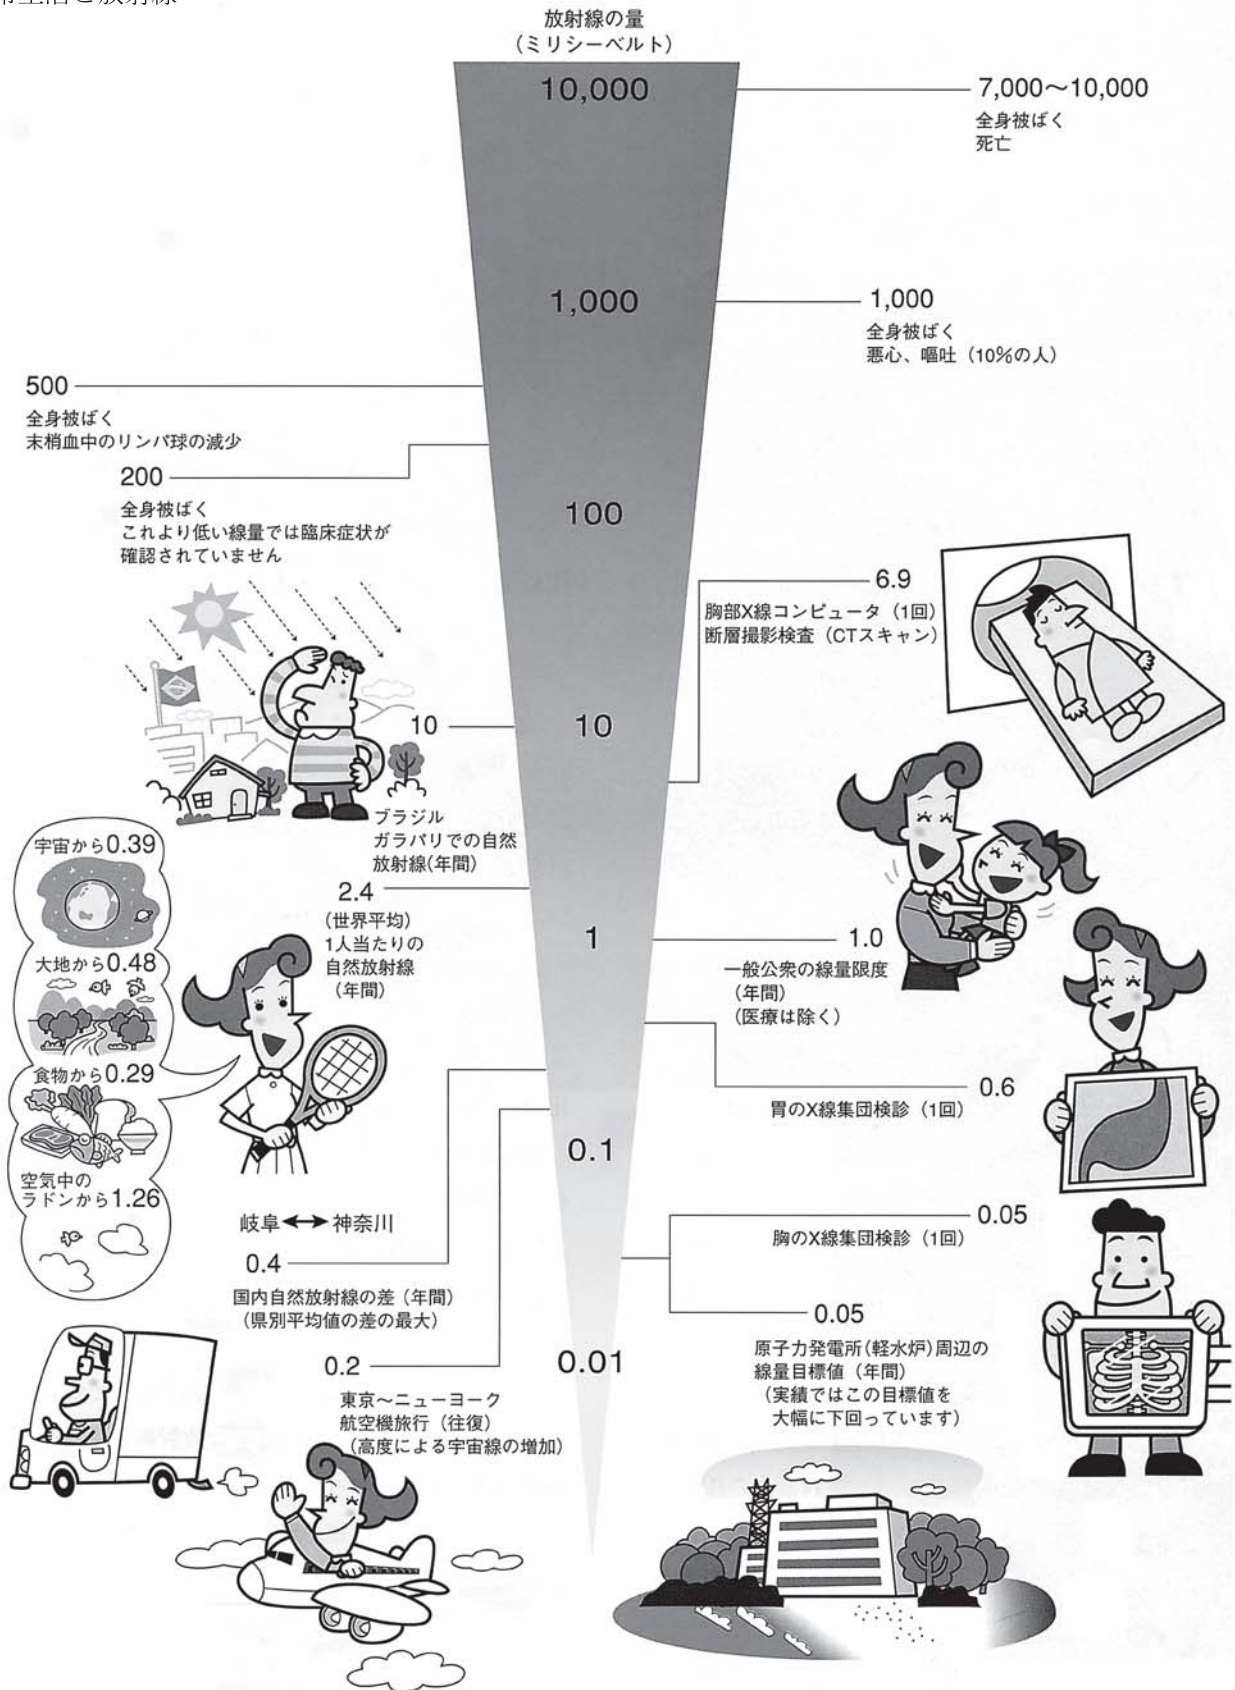 放射線の量
（ミリシーベルト）
10,000
7,000～10,000
全身被ばく
死亡
1,000
1,000
全身被ばく
悪心、嘔吐（10%の人）
500
全身被ばく
末梢血中のリンパ球の減少
200
全身被ばく
これより低い線量では臨床症状が
確認されていません
100
6.9
胸部X線コンピュータ（1回）
断層撮影検査（CTスキャン）
10
10
ブラジル
ガラパリでの自然
放射線(年間)
宇宙から0.39
大地から0.48
食物から0.29
空気中の
ラドンから1.26
2.4
（世界平均）
1人当たりの
自然放射線
（年間）
1
1.0
一般公衆の線量限度
（年間）
（医療は除く）
0.6
胃のX線集団検診（1回）
0.1
岐阜⟷神奈川
0.4
国内自然放射線の差（年間）
（県別平均値の差の最大）
0.05
胸のX線集団検診（1回）
0.2
東京～ニューヨーク
航空機旅行（往復）
（高度による宇宙線の増加）
0.01
0.05
原子力発電所(軽水炉)周辺の
線量目標値（年間）
（実績ではこの目標値を
大幅に下回っています）